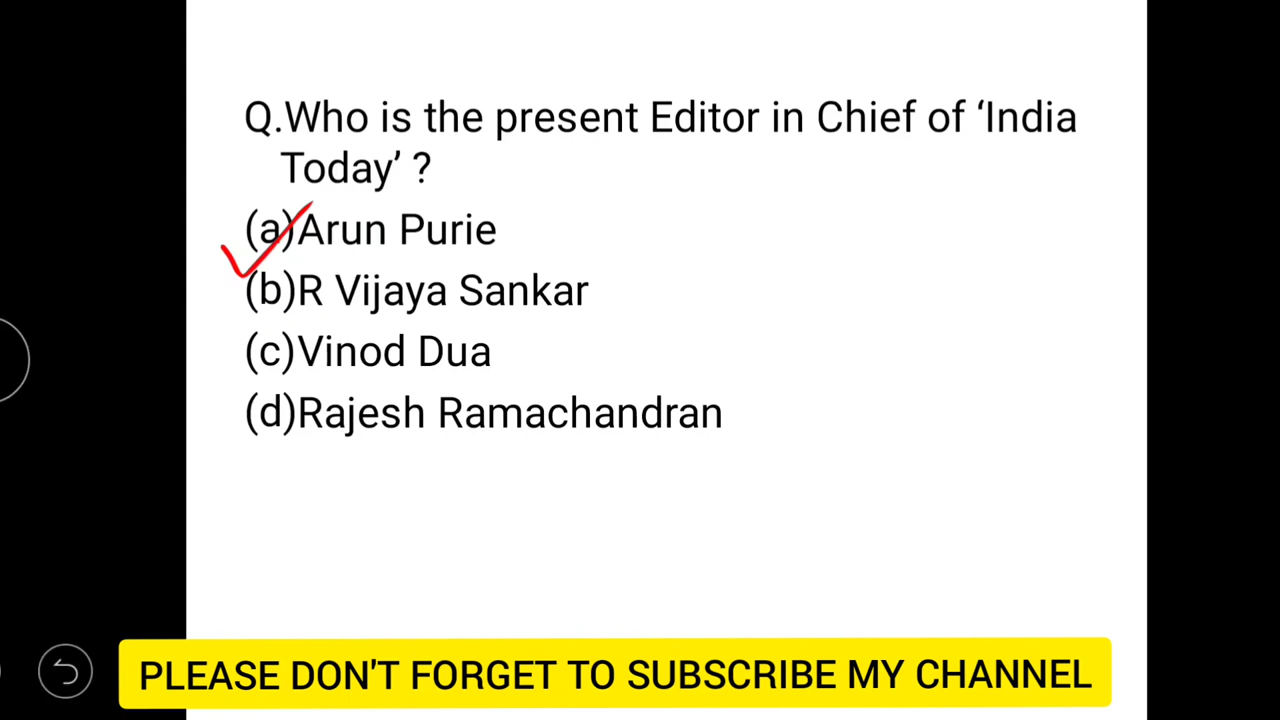 Q.Who is the present Editor in Chief of ‘India
Today’ ?
(a)Arun Purie
(b)R Vijaya Sankar
(c)Vinod Dua
(d)Rajesh Ramachandran
PLEASE DON'T FORGET TO SUBSCRIBE MY CHANNEL